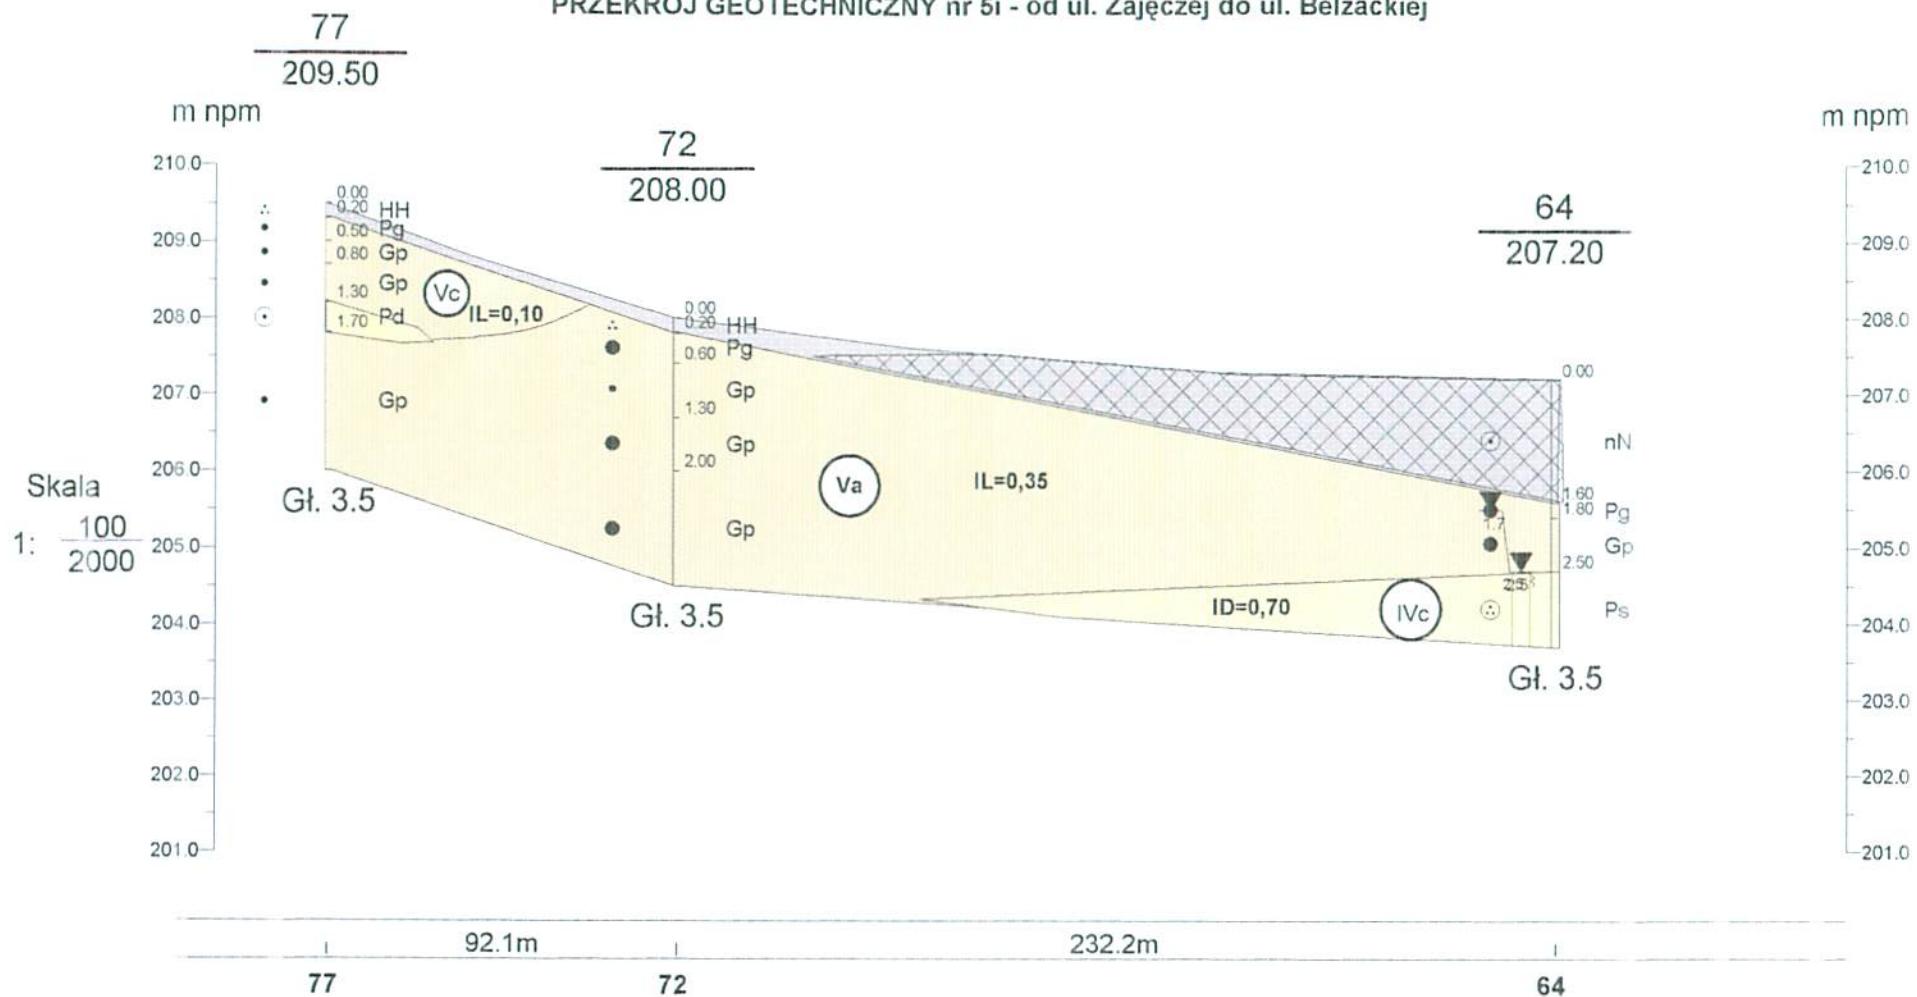 PRZEKRÓJ GEOTECHNICZNY nr 5i - od ul. Zajęczej do ul. Belzackiej
77
209.50
m npm
m npm
72
208.00
64
207.20
210.0
209.0
208.0
207.0
206.0
205.0
204.0
203.0
202.0
201.0
210.0
209.0
208.0
207.0
206.0
205.0
204.0
203.0
202.0
201.0
Skala
1: 100
2000
0.00
0.20 HH
Pg
0.50
0.80 Gp
Gp
1.30
Pd
1.70
Gp
Vc
IL=0,10
Gł. 3.5
0.00
0.20 HH
0.60 Pg
Gp
1.30
Gp
2.00
Gp
Va
IL=0,35
Gł. 3.5
0.00
nN
1.60
1.80 Pg
1.7
Gp
2.50
Ps
ID=0,70
IVc
Gł. 3.5
92.1m
232.2m
77
72
64